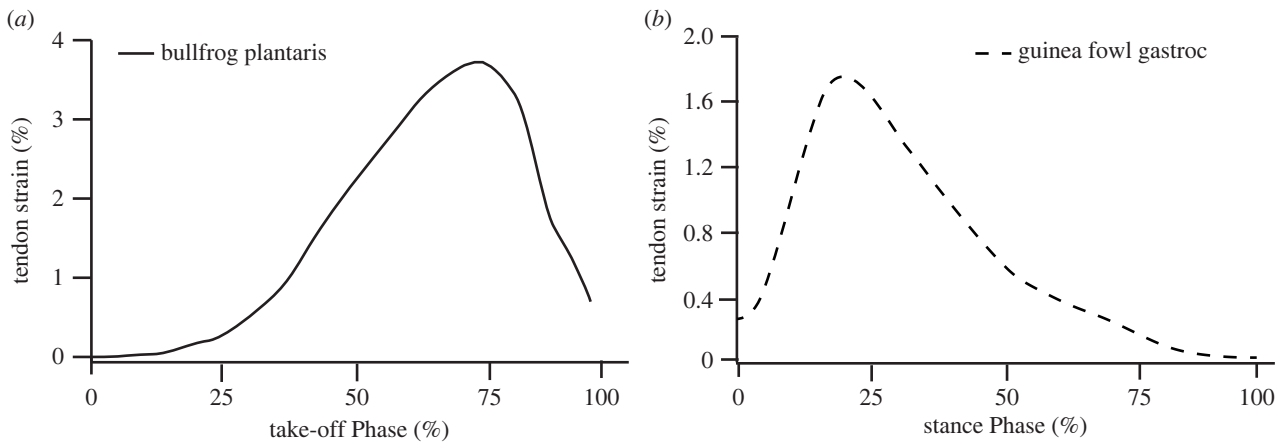 (a)
bullfrog plantaris
4
3
2
1
0
tendon strain (%)
0 25 50 75 100
take-off Phase (%)
(b)
guinea fowl gastroc
2.0
1.6
1.2
0.8
0.4
0
tendon strain (%)
0 25 50 75 100
stance Phase (%)